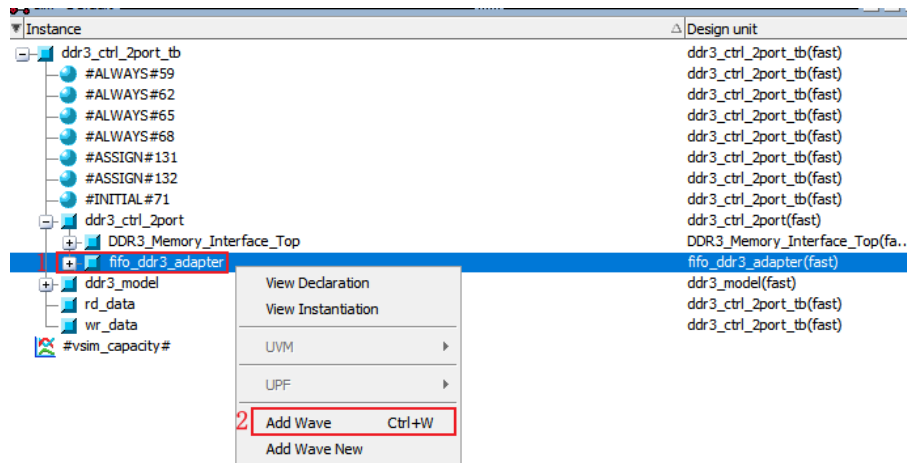 Instance Design unit
ddr3_ctrl_2port_tb ddr3_ctrl_2port_tb(fast)
#ALWAYS#59 ddr3_ctrl_2port_tb(fast)
#ALWAYS#62 ddr3_ctrl_2port_tb(fast)
#ALWAYS#65 ddr3_ctrl_2port_tb(fast)
#ALWAYS#68 ddr3_ctrl_2port_tb(fast)
#ASSIGN#131 ddr3_ctrl_2port_tb(fast)
#ASSIGN#132 ddr3_ctrl_2port_tb(fast)
#INITIAL#71 ddr3_ctrl_2port_tb(fast)
ddr3_ctrl_2port ddr3_ctrl_2port(fast)
DDR3_Memory_Interface_Top DDR3_Memory_Interface_Top(fa..
1 fifo_ddr3_adapter fifo_ddr3_adapter(fast)
ddr3_model ddr3_model(fast)
rd_data ddr3_ctrl_2port_tb(fast)
wr_data ddr3_ctrl_2port_tb(fast)
#vsim_capacity#
View Declaration
View Instantiation
UVM
UPF
2 Add Wave Ctrl+W
Add Wave New